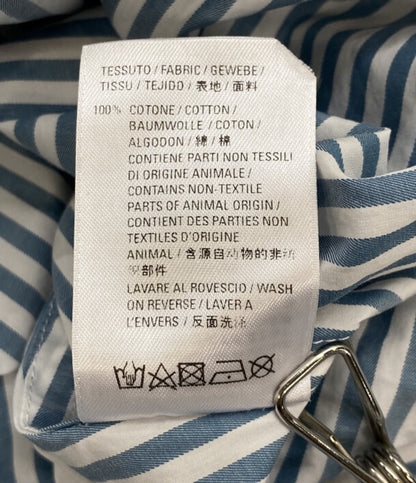 TESSUTO / FABRIC / GEWEBE /
TISSU / TEJIDO / 表地 / 面料
100% COTONE / COTTON /
BAUMWOLLE / COTON /
ALGODON / 綿 / 棉
CONTIENE PARTI NON TESSILI
DI ORIGINE ANIMALE /
CONTAINS NON-TEXTILE
PARTS OF ANIMAL ORIGIN /
CONTIENT DES PARTIES NON
TEXTILES D'ORIGINE
ANIMAL / 含源自动物的非纺
织部件
LAVARE AL ROVESCIO / WASH
ON REVERSE / LAVER A
L'ENVERS / 反面洗涤